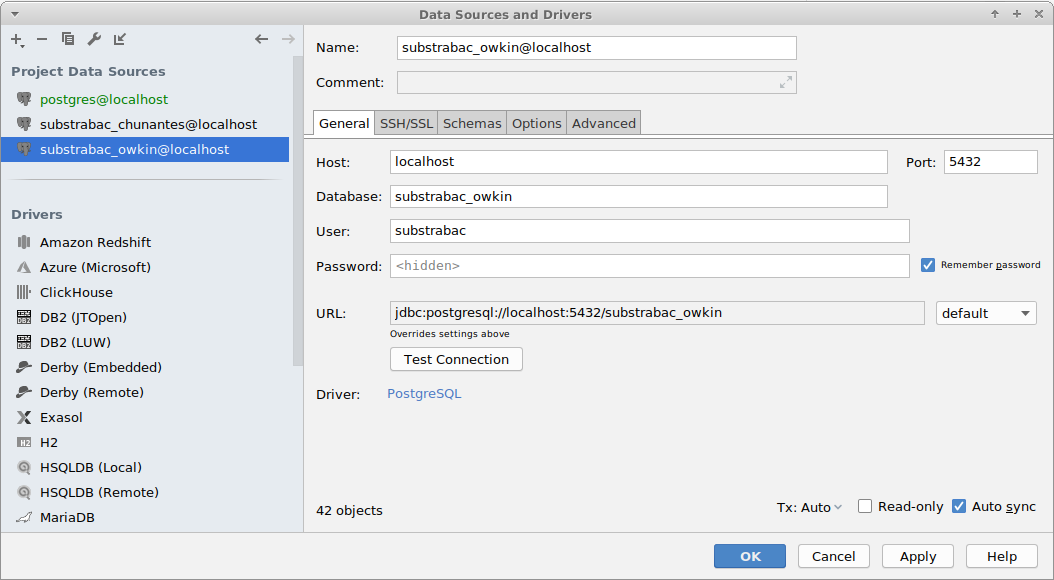 Data Sources and Drivers
Project Data Sources
postgres@localhost
substrabac_chunantes@localhost
substrabac_owkin@localhost
Drivers
Amazon Redshift
Azure (Microsoft)
ClickHouse
DB2 (JTOpen)
DB2 (LUW)
Derby (Embedded)
Derby (Remote)
Exasol
H2
HSQLDB (Local)
HSQLDB (Remote)
MariaDB
Name: substrabac_owkin@localhost
Comment:
General SSH/SSL Schemas Options Advanced
Host: localhost Port: 5432
Database: substrabac_owkin
User: substrabac
Password: <hidden> Remember password
URL: jdbc:postgresql://localhost:5432/substrabac_owkin default
Overrides settings above
Test Connection
Driver: PostgreSQL
42 objects Tx: Auto Read-only Auto sync
OK Cancel Apply Help